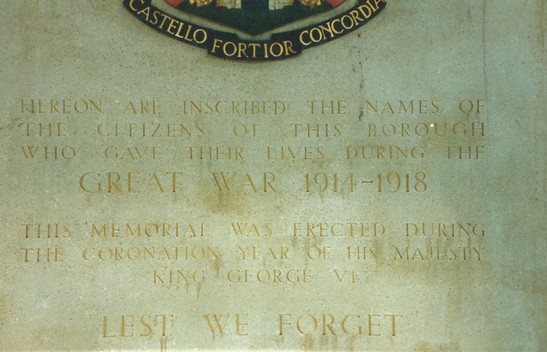 CASTELLO FORTIOR CONCORDIA
HEREON ARE INSCRIBED THE NAMES OF
THE CITIZENS OF THIS BOROUGH
WHO GAVE THEIR LIVES DURING THE
GREAT WAR 1914-1918
THIS MEMORIAL WAS ERECTED DURING
THE CORONATION YEAR OF HIS MAJESTY
KING GEORGE VI
LEST WE FORGET